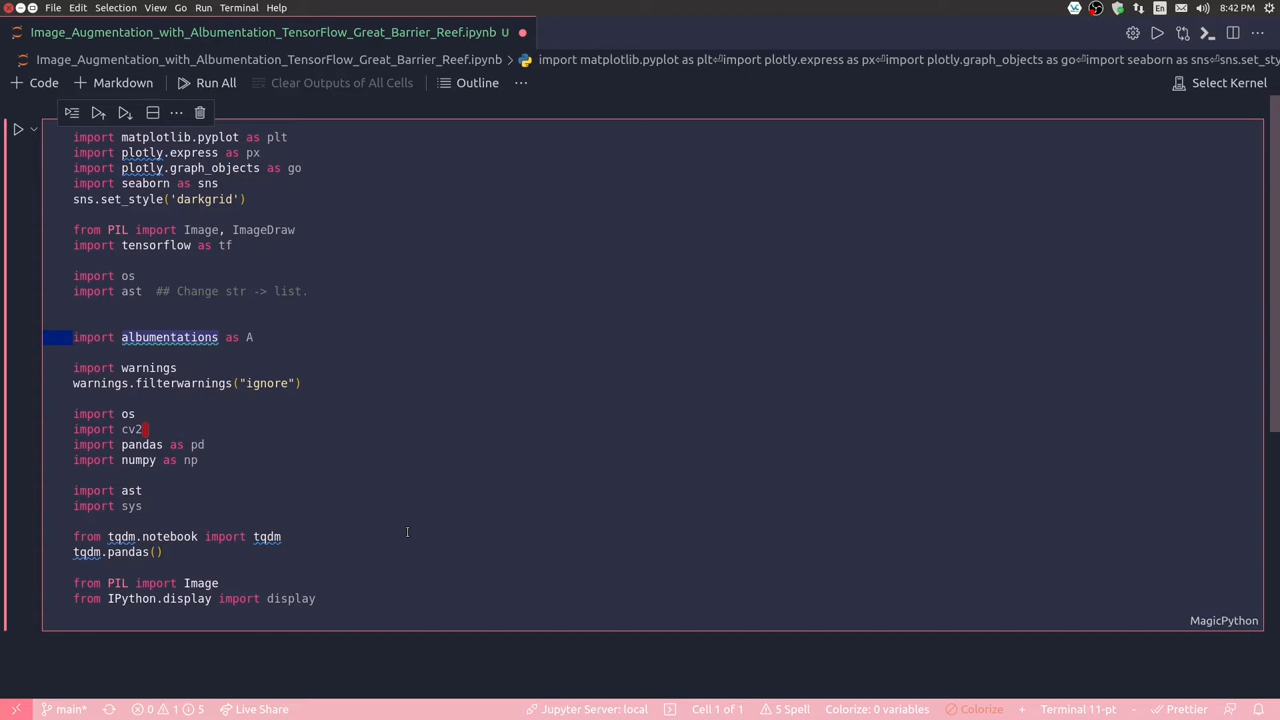 File Edit Selection View Go Run Terminal Help
En 8:42 PM
Image_Augmentation_with_Albumentation_TensorFlow_Great_Barrier_Reef.ipynb U
Image_Augmentation_with_Albumentation_TensorFlow_Great_Barrier_Reef.ipynb > import matplotlib.pyplot as plt⏎import plotly.express as px⏎import plotly.graph_objects as go⏎import seaborn as sns⏎sns.set_sty
+ Code + Markdown Run All Clear Outputs of All Cells Outline ··· Select Kernel
import matplotlib.pyplot as plt
import plotly.express as px
import plotly.graph_objects as go
import seaborn as sns
sns.set_style('darkgrid')
from PIL import Image, ImageDraw
import tensorflow as tf
import os
import ast  ## Change str -> list.
import albumentations as A
import warnings
warnings.filterwarnings("ignore")
import os
import cv2
import pandas as pd
import numpy as np
import ast
import sys
from tqdm.notebook import tqdm
tqdm.pandas()
from PIL import Image
from IPython.display import display
MagicPython
main* 0 1 5 Live Share Jupyter Server: local Cell 1 of 1 5 Spell Colorize: 0 variables Colorize + Terminal 11-pt - Prettier